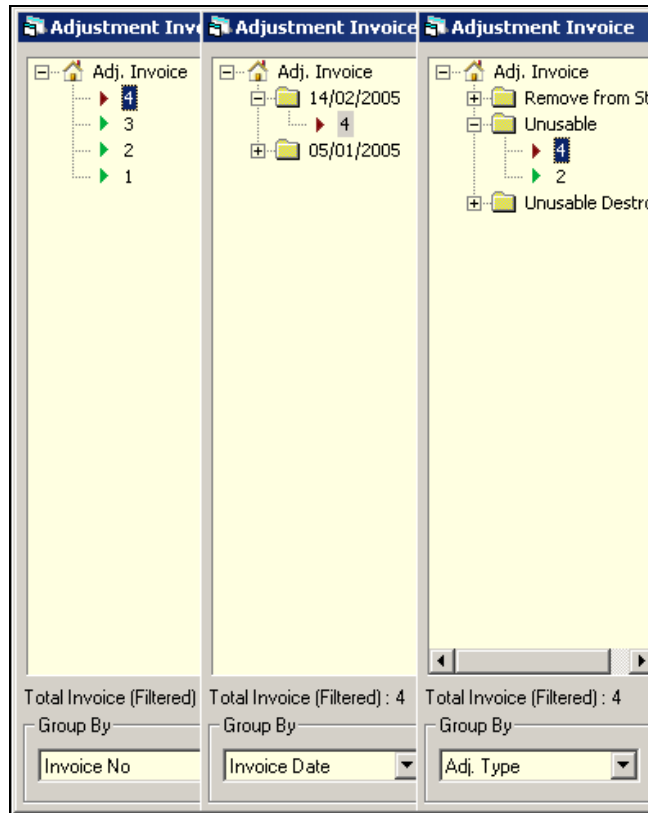 Adjustment Inv
Adj. Invoice
4
3
2
1
Total Invoice (Filtered)
Group By
Invoice No
Adjustment Invoice
Adj. Invoice
14/02/2005
4
05/01/2005
Total Invoice (Filtered) : 4
Group By
Invoice Date
Adjustment Invoice
Adj. Invoice
Remove from St
Unusable
4
2
Unusable Destro
Total Invoice (Filtered) : 4
Group By
Adj. Type